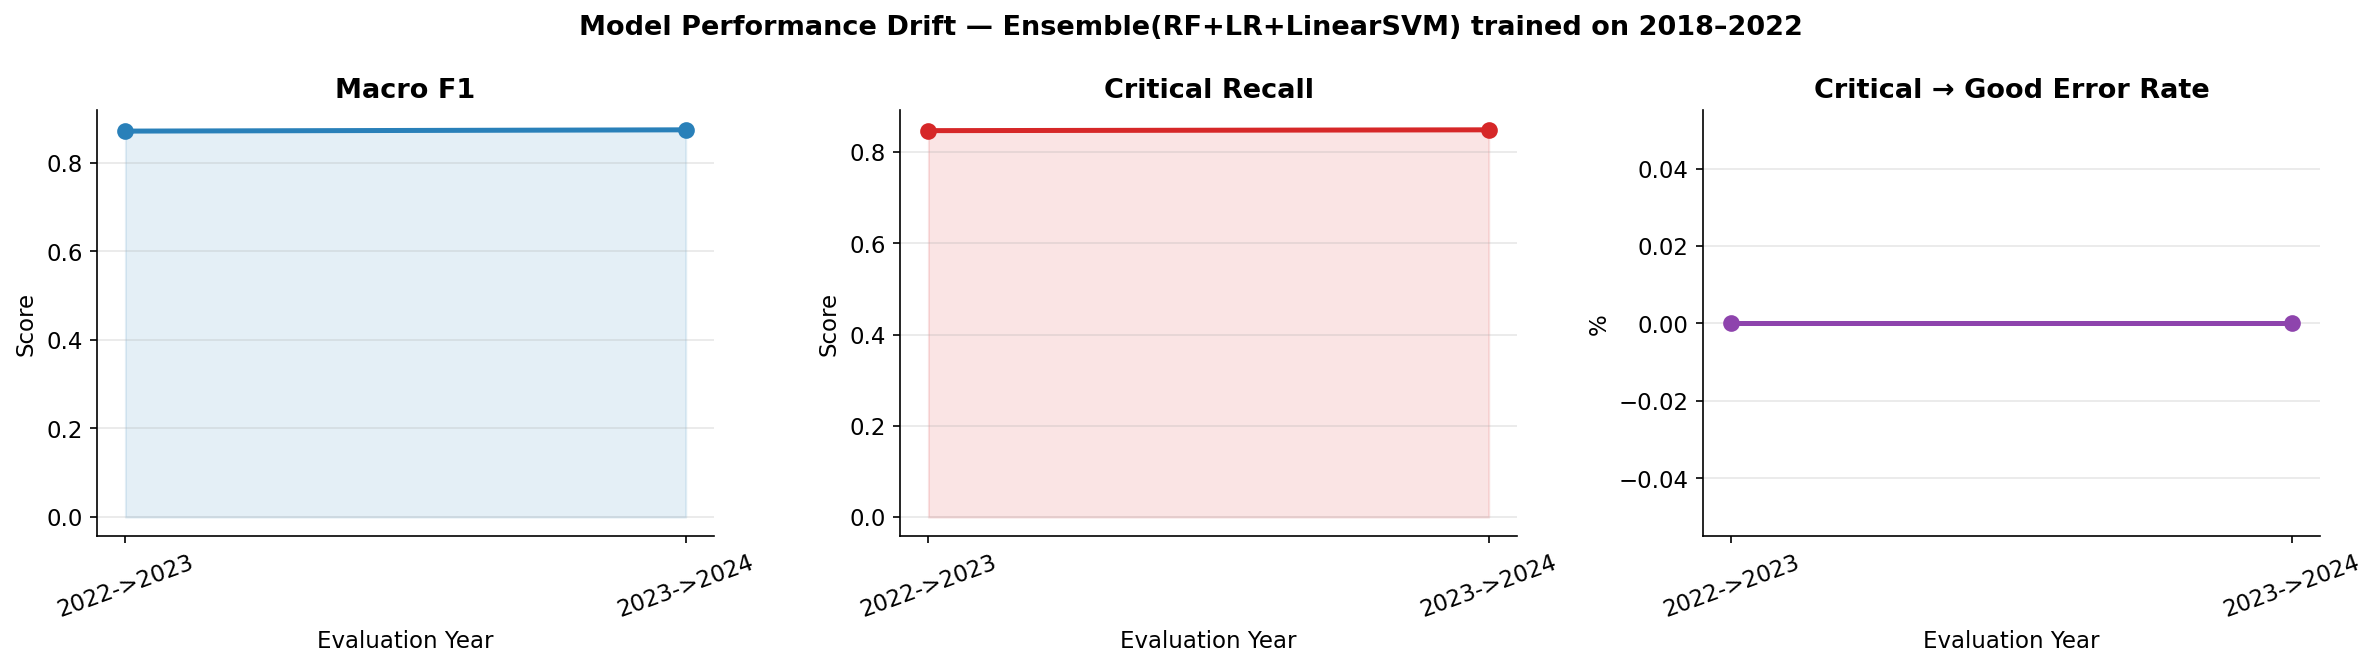 Model Performance Drift — Ensemble(RF+LR+LinearSVM) trained on 2018–2022
Macro F1
Score
0.8
0.6
0.4
0.2
0.0
2022->2023
2023->2024
Evaluation Year
Critical Recall
Score
0.8
0.6
0.4
0.2
0.0
2022->2023
2023->2024
Evaluation Year
Critical → Good Error Rate
%
0.04
0.02
0.00
−0.02
−0.04
2022->2023
2023->2024
Evaluation Year